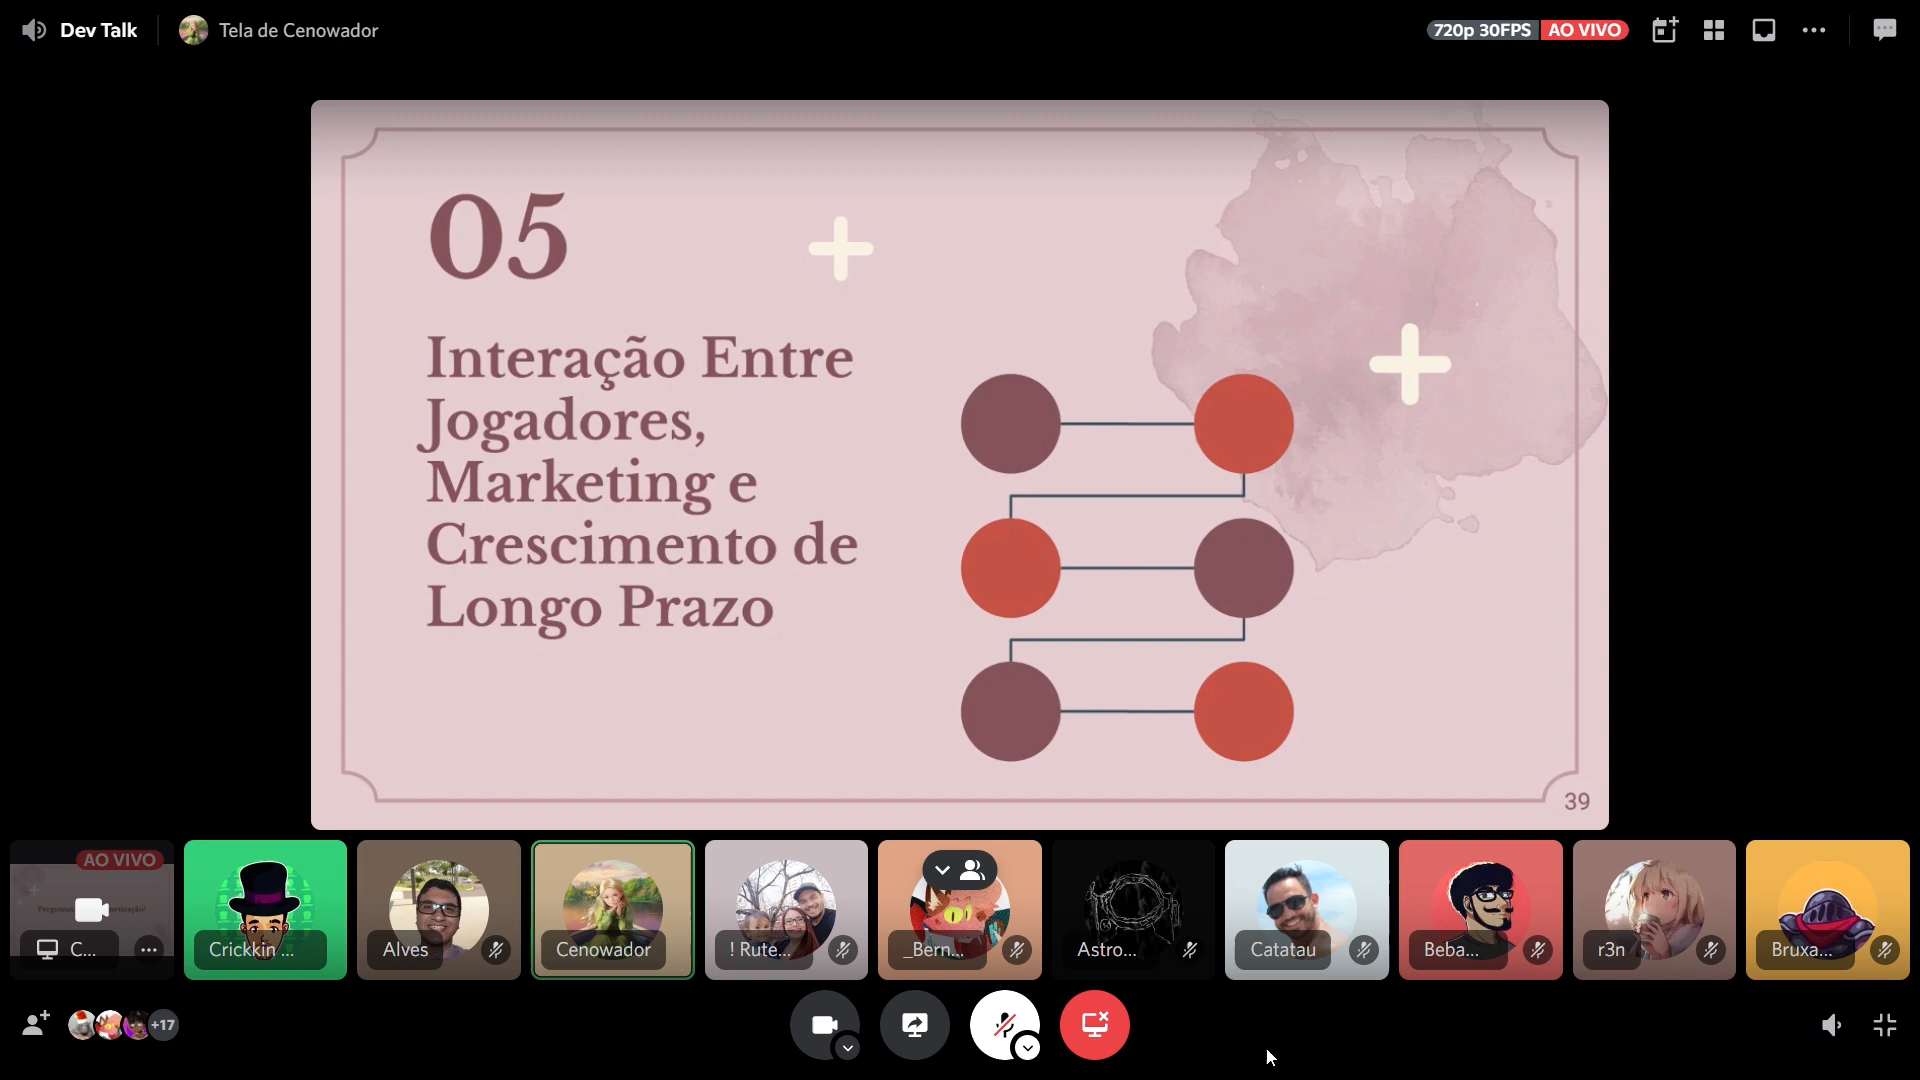 Dev Talk
Tela de Cenowador
720p 30FPS
AO VIVO
05
Interação Entre
Jogadores,
Marketing e
Crescimento de
Longo Prazo
39
AO VIVO
C...
Crickkin ...
Alves
Cenowador
! Rute...
_Bern...
Astro...
Catatau
Beba...
r3n
Bruxa...
+17